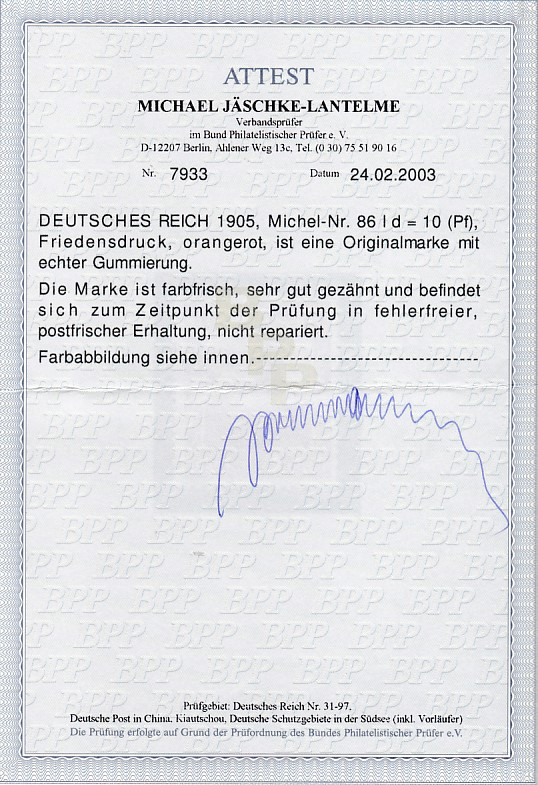 ATTEST
MICHAEL JÄSCHKE-LANTELME
Verbandsprüfer
im Bund Philatelistischer Prüfer e. V.
D-12207 Berlin, Ahlener Weg 13c, Tel. (0 30) 75 51 90 16
Nr. 7933 Datum 24.02.2003
DEUTSCHES REICH 1905, Michel-Nr. 86 I d = 10 (Pf),
Friedensdruck, orangerot, ist eine Originalmarke mit
echter Gummierung.
Die Marke ist farbfrisch, sehr gut gezähnt und befindet
sich zum Zeitpunkt der Prüfung in fehlerfreier,
postfrischer Erhaltung, nicht repariert.
Farbabbildung siehe innen.--------------------------------
Prüfgebiet: Deutsches Reich Nr. 31-97.
Deutsche Post in China, Kiautschou, Deutsche Schutzgebiete in der Südsee (inkl. Vorläufer)
Die Prüfung erfolgte auf Grund der Prüfordnung des Bundes Philatelistischer Prüfer e.V.